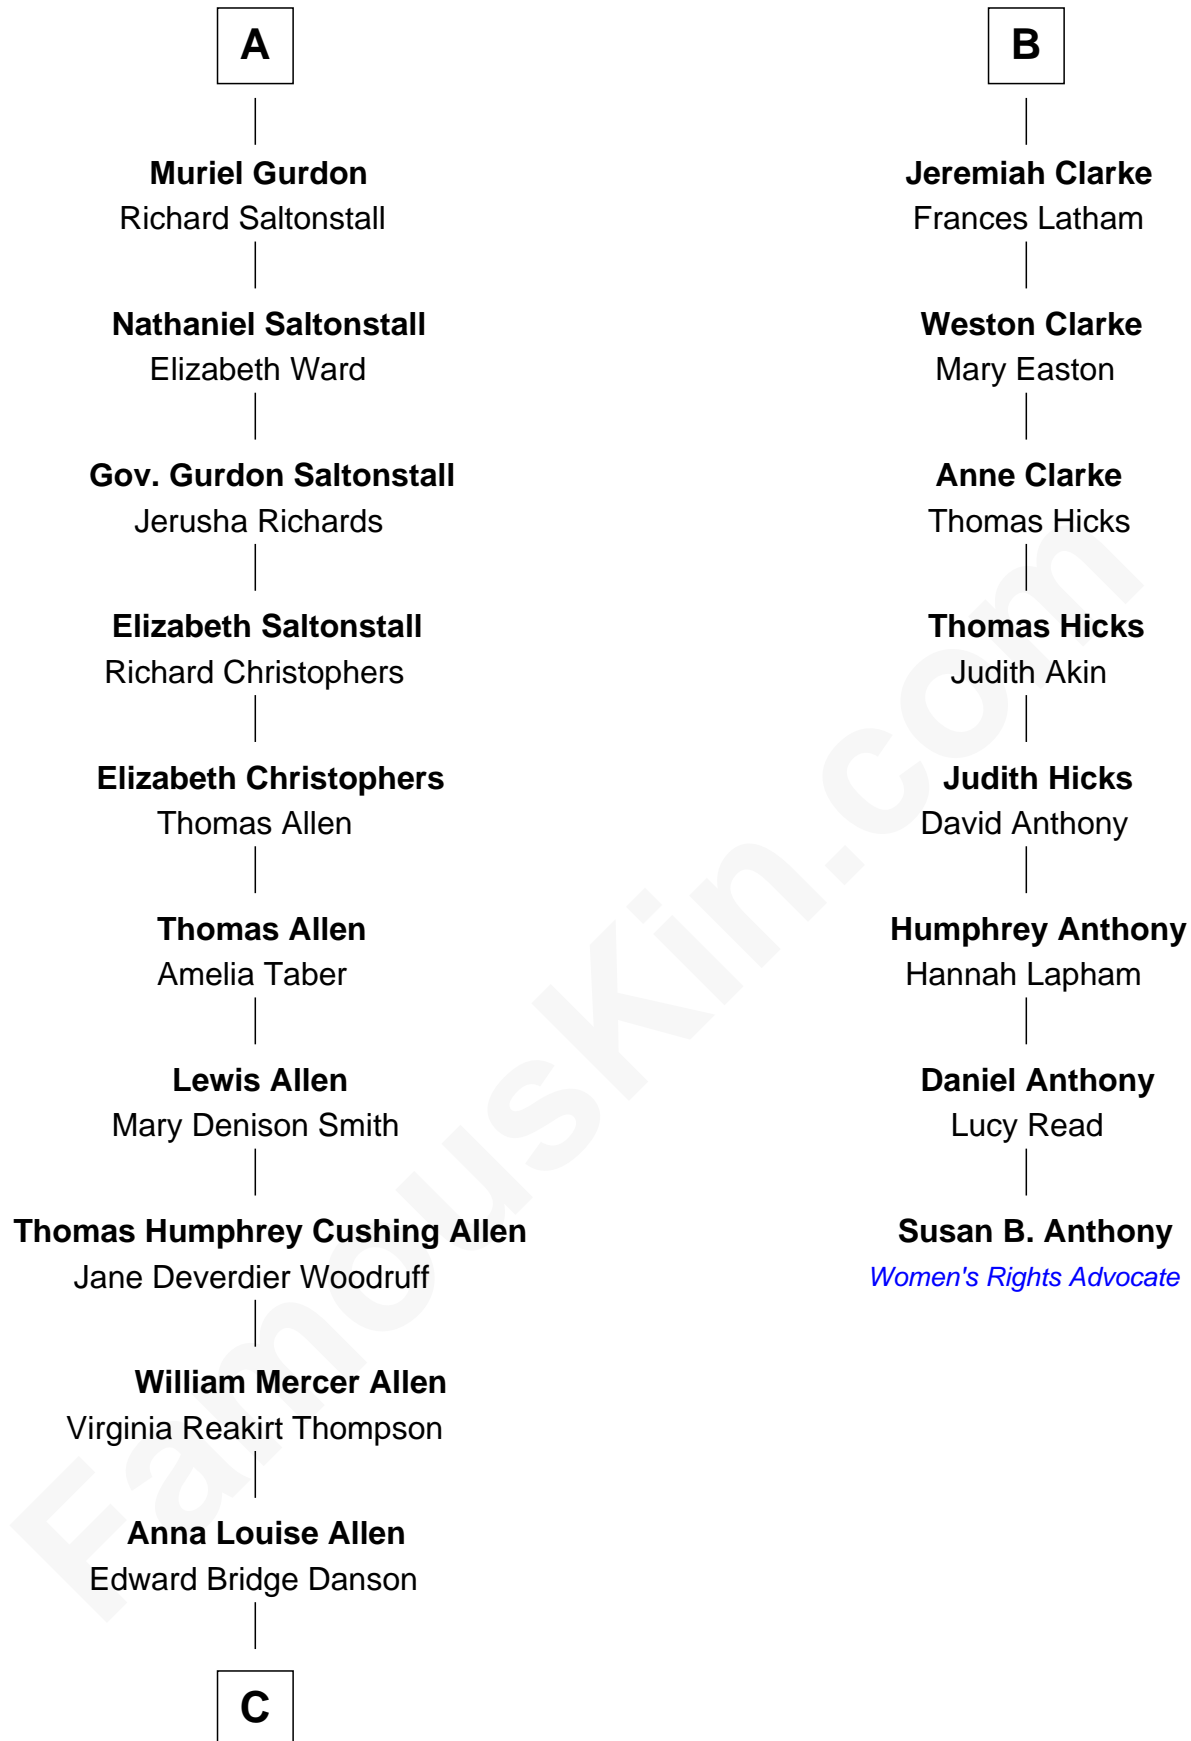 A
Muriel Gurdon
Richard Saltonstall
Nathaniel Saltonstall
Elizabeth Ward
Gov. Gurdon Saltonstall
Jerusha Richards
Elizabeth Saltonstall
Richard Christophers
Elizabeth Christophers
Thomas Allen
Thomas Allen
Amelia Taber
Lewis Allen
Mary Denison Smith
Thomas Humphrey Cushing Allen
Jane Deverdier Woodruff
William Mercer Allen
Virginia Reakirt Thompson
Anna Louise Allen
Edward Bridge Danson
C
B
Jeremiah Clarke
Frances Latham
Weston Clarke
Mary Easton
Anne Clarke
Thomas Hicks
Thomas Hicks
Judith Akin
Judith Hicks
David Anthony
Humphrey Anthony
Hannah Lapham
Daniel Anthony
Lucy Read
Susan B. Anthony
Women's Rights Advocate
FamousKin.com